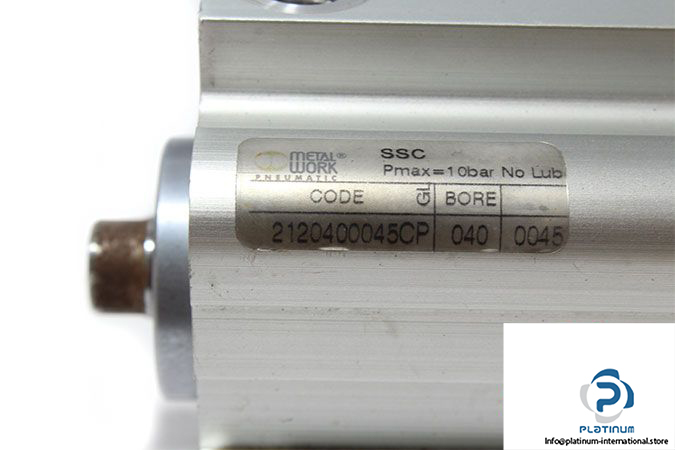 METAL® WORK
PNEUMATIC
SSC
Pmax=10bar No Lub
CODE GL BORE
2120400045CP 040 0045
PLATINUM
Info@platinum-international.store